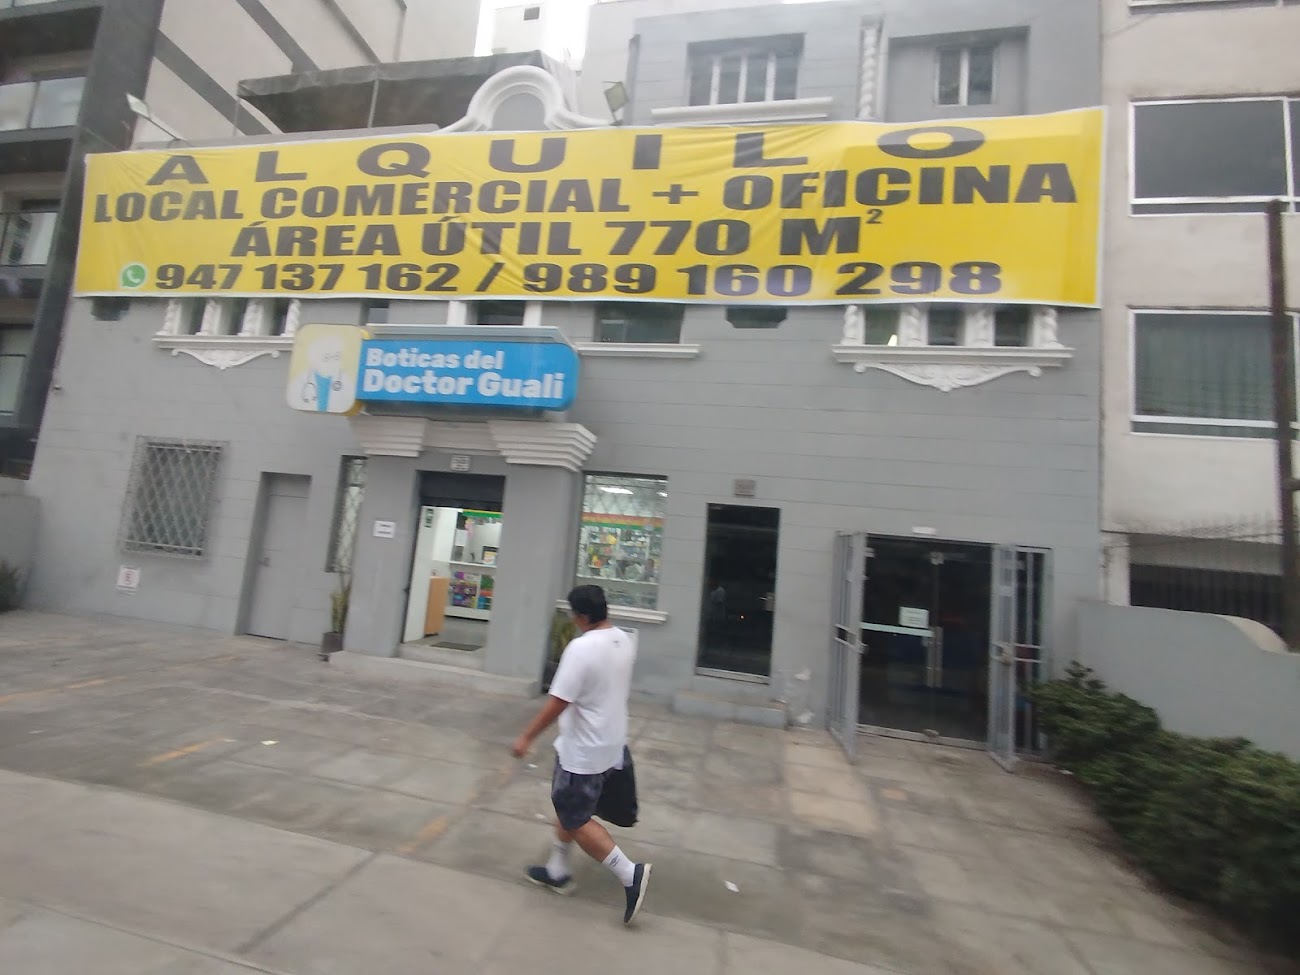 ALQUILO
LOCAL COMERCIAL + OFICINA
ÁREA ÚTIL 770 M²
947 137 162 / 989 160 298
Boticas del
Doctor Guali